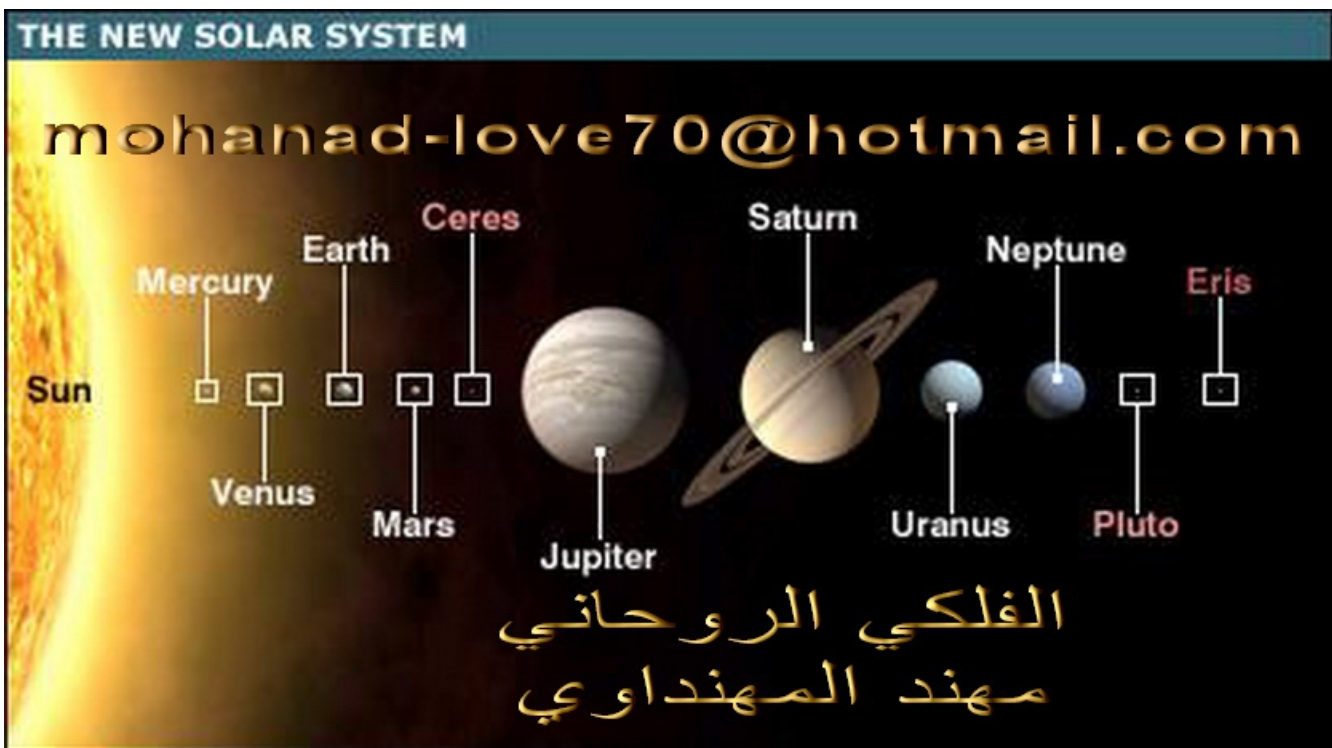 THE NEW SOLAR SYSTEM
mohanad-love70@hotmail.com
Ceres
Saturn
Earth
Neptune
Mercury
Eris
Sun
Venus
Mars
Uranus
Pluto
Jupiter
الفلكي الروحاني
مهند المهنداوي